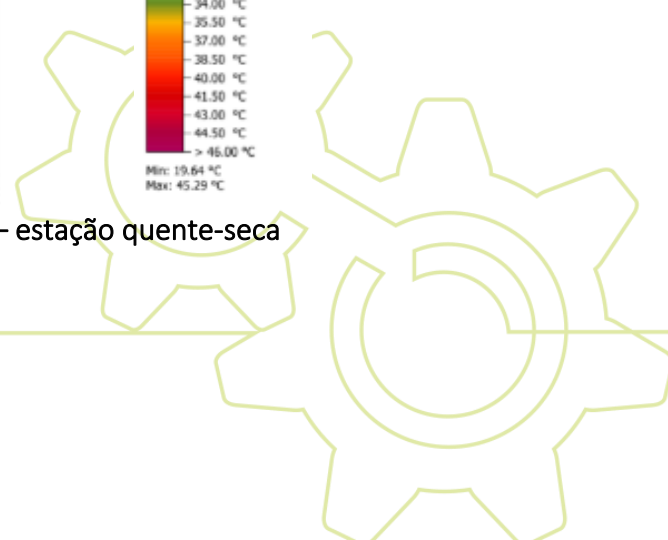 34.00 °C
35.50 °C
37.00 °C
38.50 °C
40.00 °C
41.50 °C
43.00 °C
44.50 °C
> 46.00 °C
Min: 19.64 °C
Max: 45.29 °C
– estação quente-seca